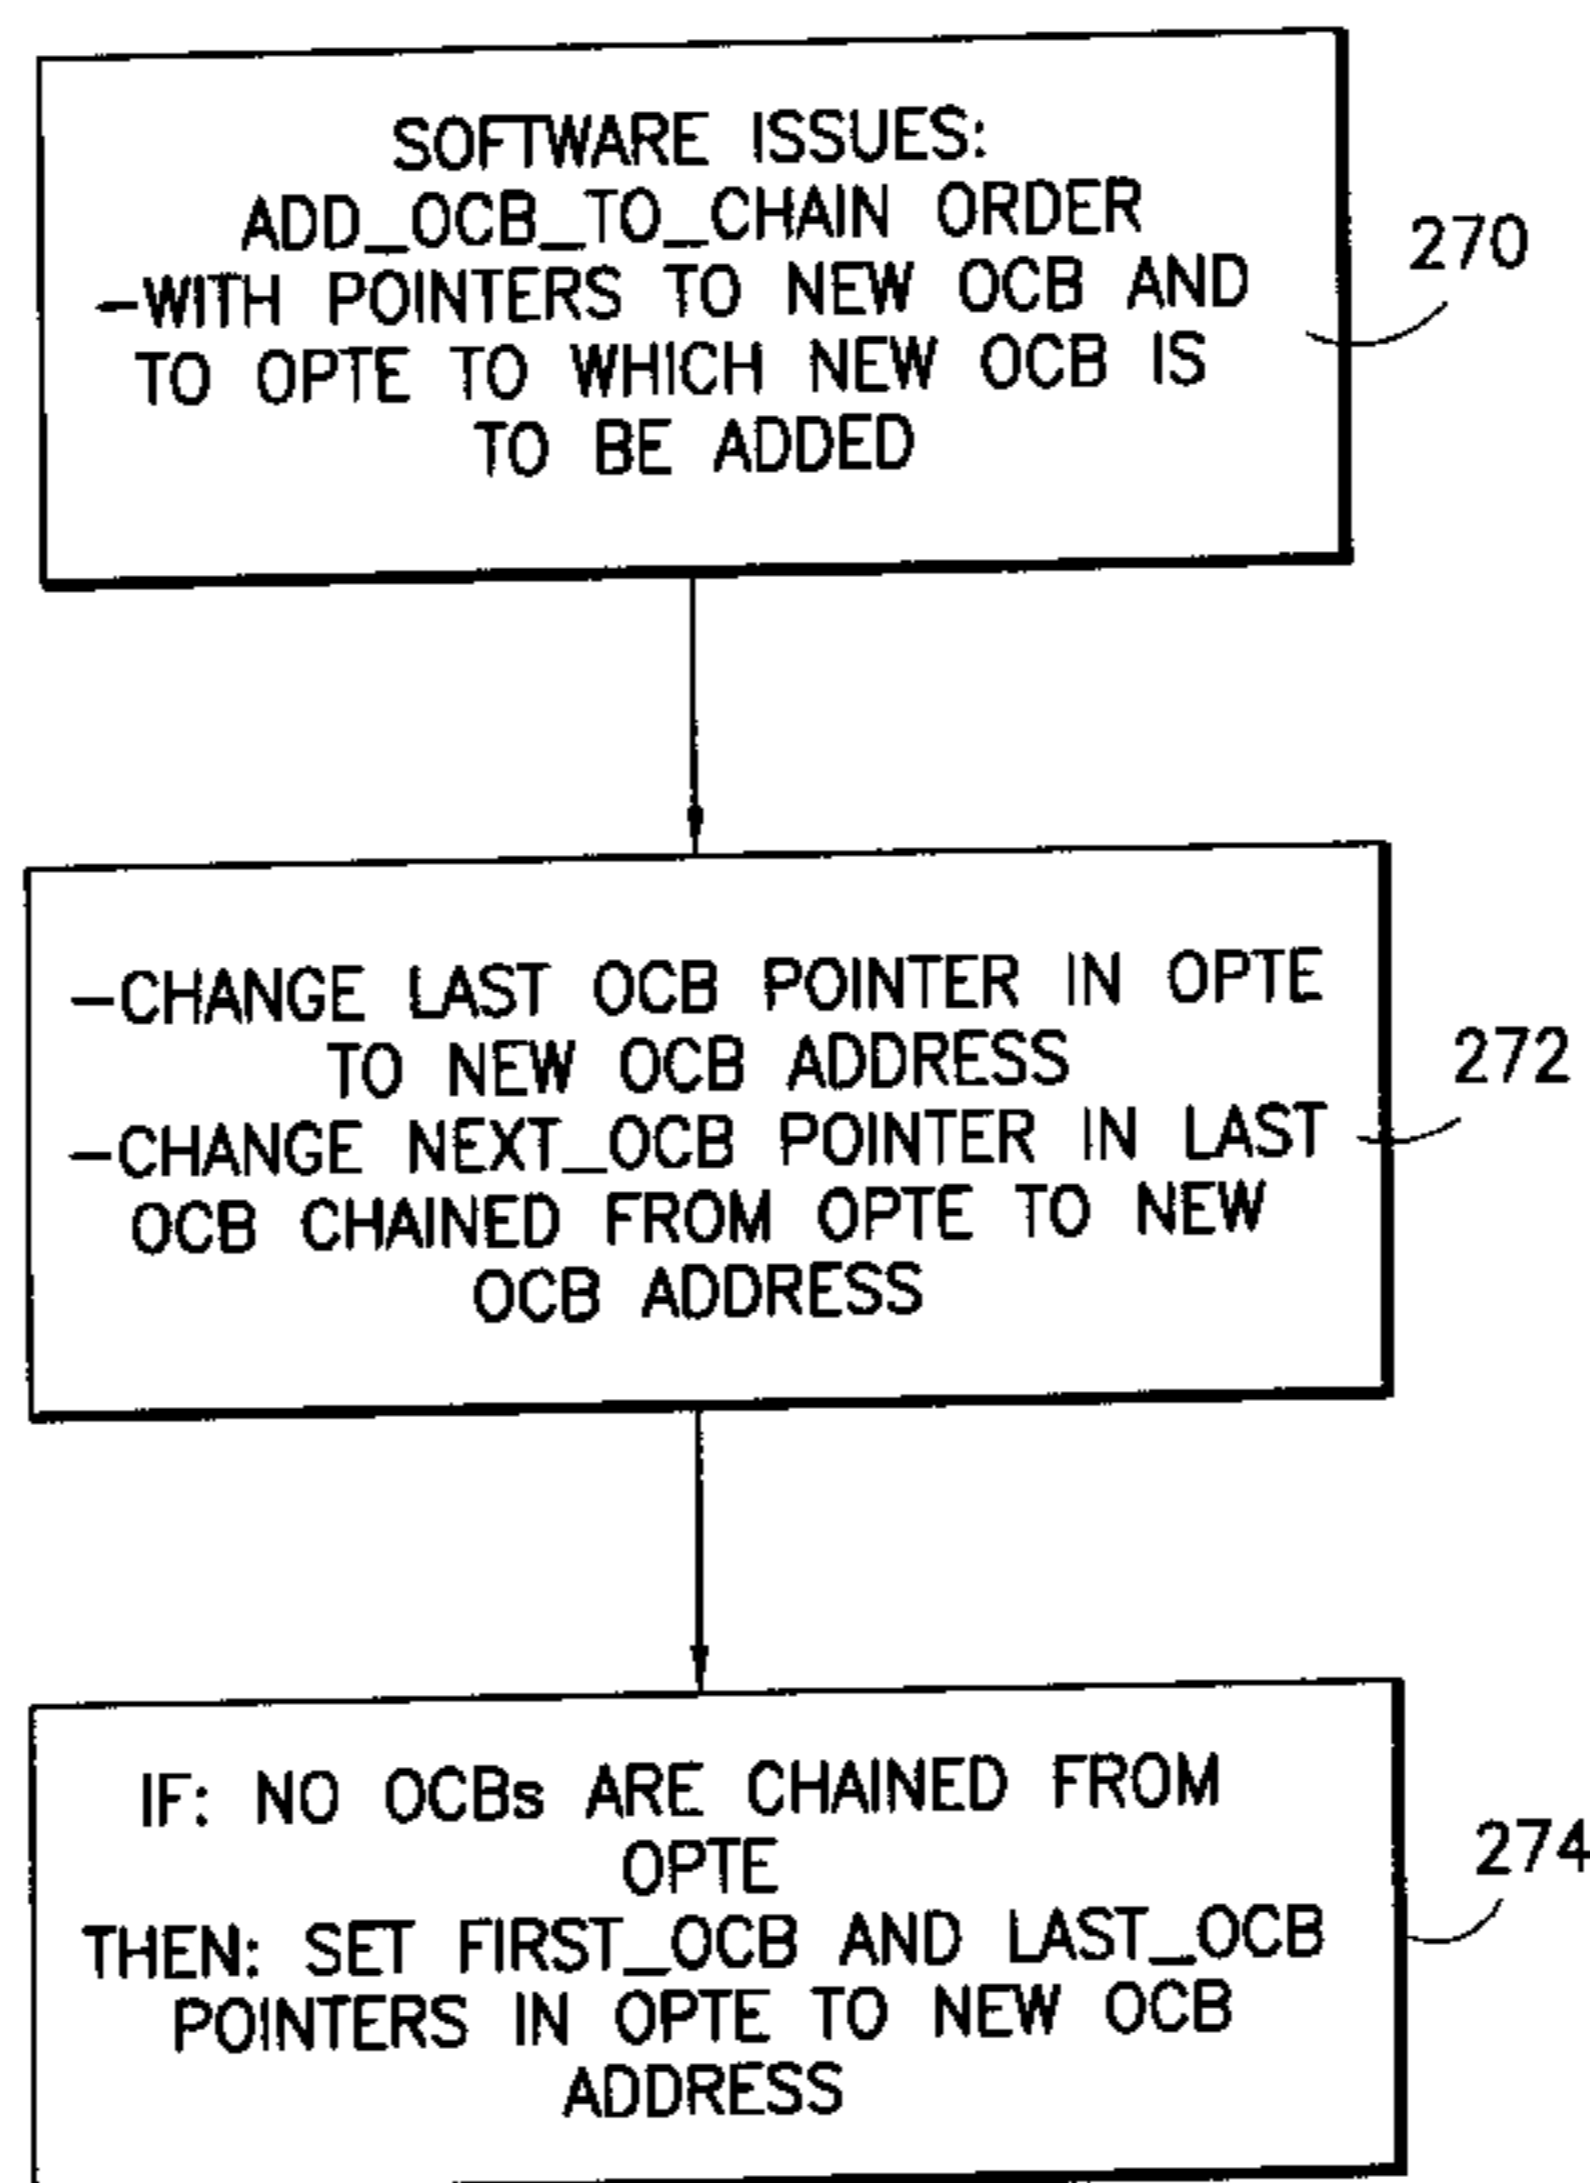 SOFTWARE ISSUES:
ADD_OCB_TO_CHAIN ORDER
-WITH POINTERS TO NEW OCB AND
TO OPTE TO WHICH NEW OCB IS
TO BE ADDED
270
-CHANGE LAST OCB POINTER IN OPTE
TO NEW OCB ADDRESS
-CHANGE NEXT_OCB POINTER IN LAST
OCB CHAINED FROM OPTE TO NEW
OCB ADDRESS
272
IF: NO OCBs ARE CHAINED FROM
OPTE
THEN: SET FIRST_OCB AND LAST_OCB
POINTERS IN OPTE TO NEW OCB
ADDRESS
274